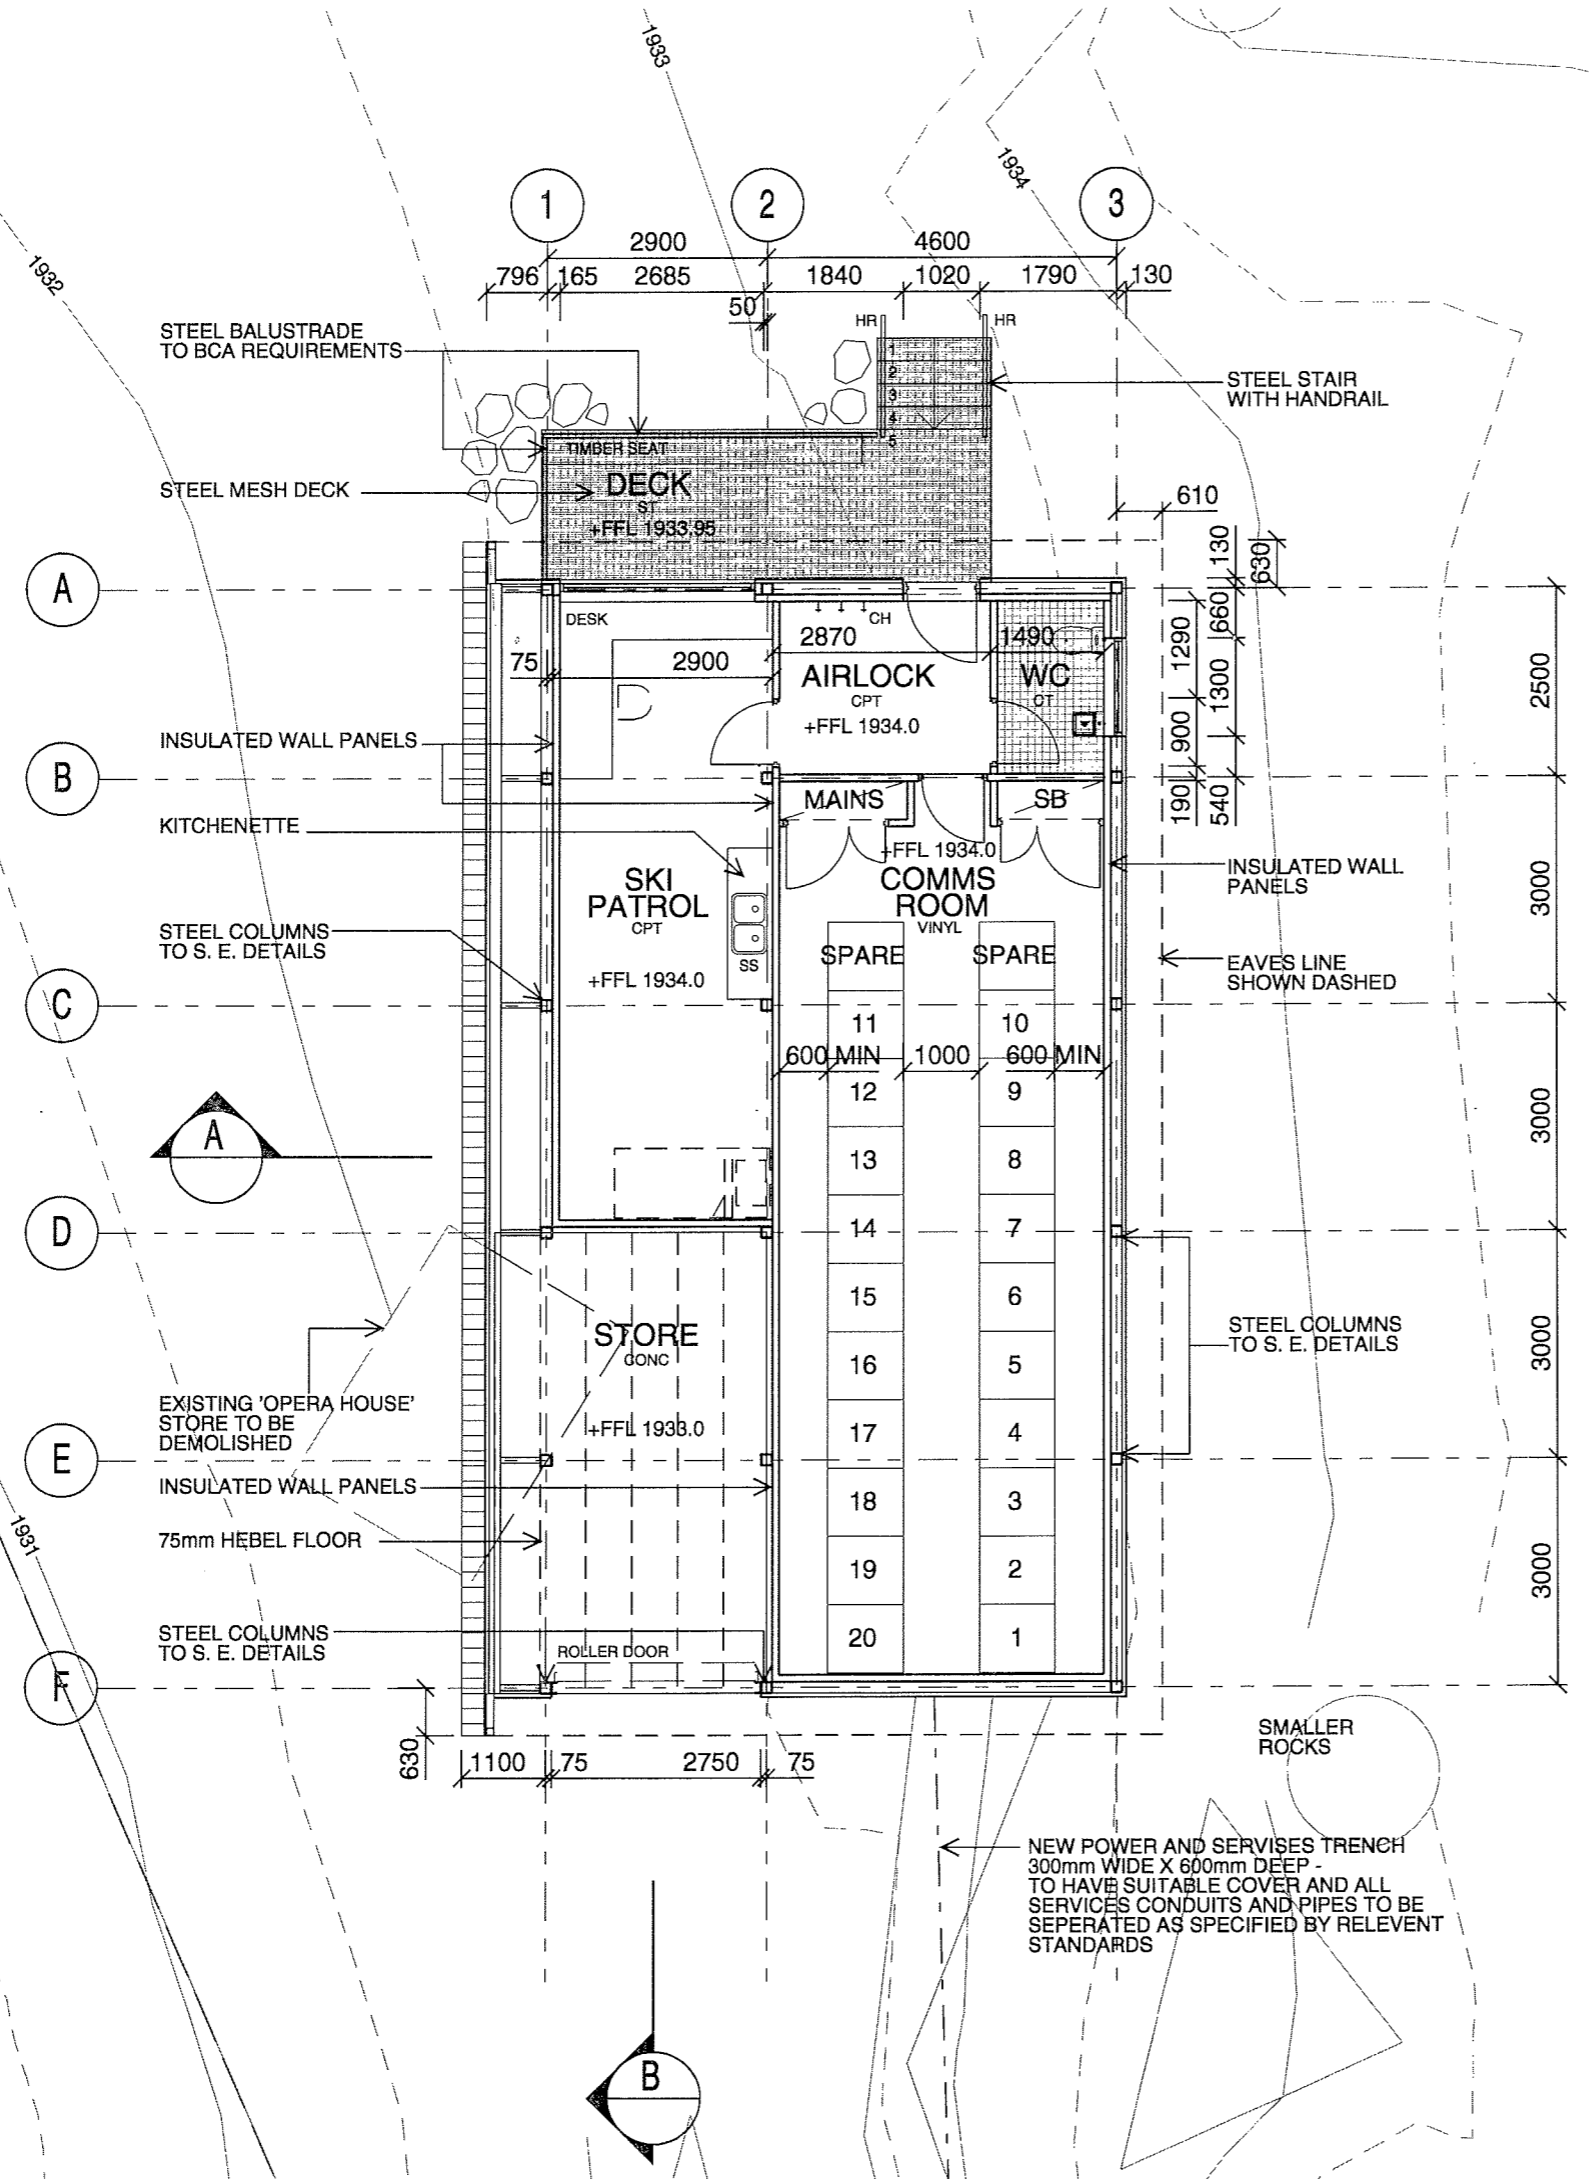 1933
1934
1932
1
2
3
2900
4600
796
165
2685
1840
1020
1790
130
50
HR
HR
STEEL BALUSTRADE
TO BCA REQUIREMENTS
1
2
3
4
5
STEEL STAIR
WITH HANDRAIL
TIMBER SEAT
STEEL MESH DECK
DECK
ST
+FFL 1933.95
610
130
630
A
DESK
CH
660
2870
1490
1290
75
2900
AIRLOCK
CPT
+FFL 1934.0
WC
CT
1300
2500
INSULATED WALL PANELS
900
B
MAINS
SB
190
540
KITCHENETTE
+FFL 1934.0
COMMS
ROOM
VINYL
INSULATED WALL
PANELS
SKI
PATROL
CPT
3000
STEEL COLUMNS
TO S. E. DETAILS
SPARE
SPARE
SS
+FFL 1934.0
EAVES LINE
SHOWN DASHED
C
11
10
600 MIN
1000
600 MIN
12
9
3000
A
13
8
D
14
7
15
6
STORE
CONC
STEEL COLUMNS
TO S. E. DETAILS
16
5
3000
EXISTING 'OPERA HOUSE'
STORE TO BE
DEMOLISHED
+FFL 1933.0
17
4
E
INSULATED WALL PANELS
18
3
1931
75mm HEBEL FLOOR
19
2
3000
STEEL COLUMNS
TO S. E. DETAILS
ROLLER DOOR
20
1
F
SMALLER
ROCKS
630
1100
75
2750
75
NEW POWER AND SERVISES TRENCH
300mm WIDE X 600mm DEEP -
TO HAVE SUITABLE COVER AND ALL
SERVICES CONDUITS AND PIPES TO BE
SEPERATED AS SPECIFIED BY RELEVENT
STANDARDS
B